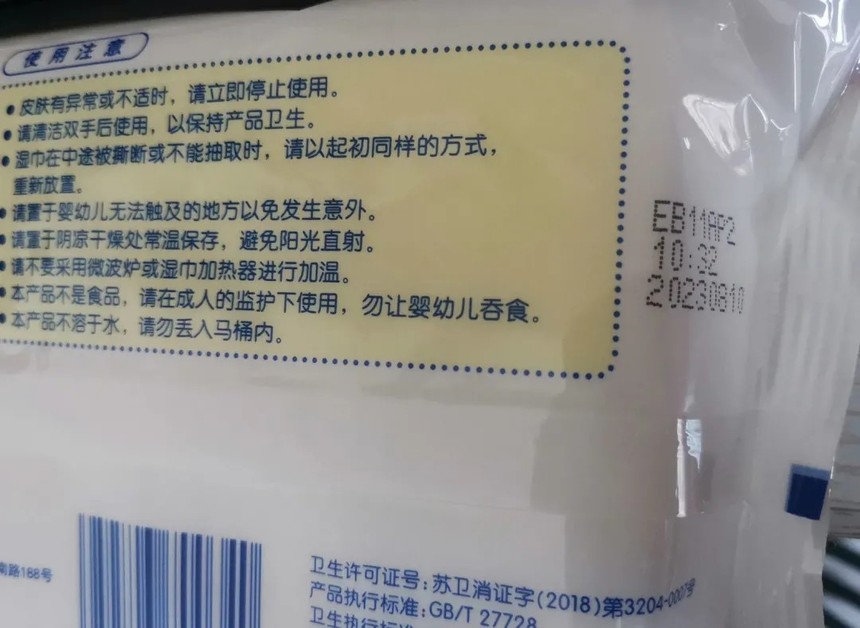 使用注意
●皮肤有异常或不适时，请立即停止使用。
●请清洁双手后使用，以保持产品卫生。
●湿巾在中途被撕断或不能抽取时，请以起初同样的方式，
重新放置。
●请置于婴幼儿无法触及的地方以免发生意外。
●请置于阴凉干燥处常温保存，避免阳光直射。
●请不要采用微波炉或湿巾加热器进行加温。
●本产品不是食品，请在成人的监护下使用，勿让婴幼儿吞食。
●本产品不溶于水，请勿丢入马桶内。
EB11AP2
10:32
20230810
南路188号
卫生许可证号：苏卫消证字(2018)第3204-0007号
产品执行标准：GB/T 27728
卫生执行标准